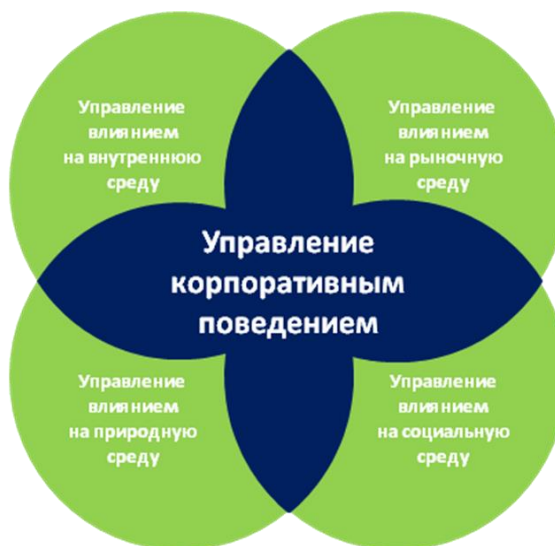 Управление
влиянием
на внутреннюю
среду
Управление
влиянием
на рыночную
среду
Управление
корпоративным
поведением
Управление
влиянием
на природную
среду
Управление
влиянием
на социальную
среду